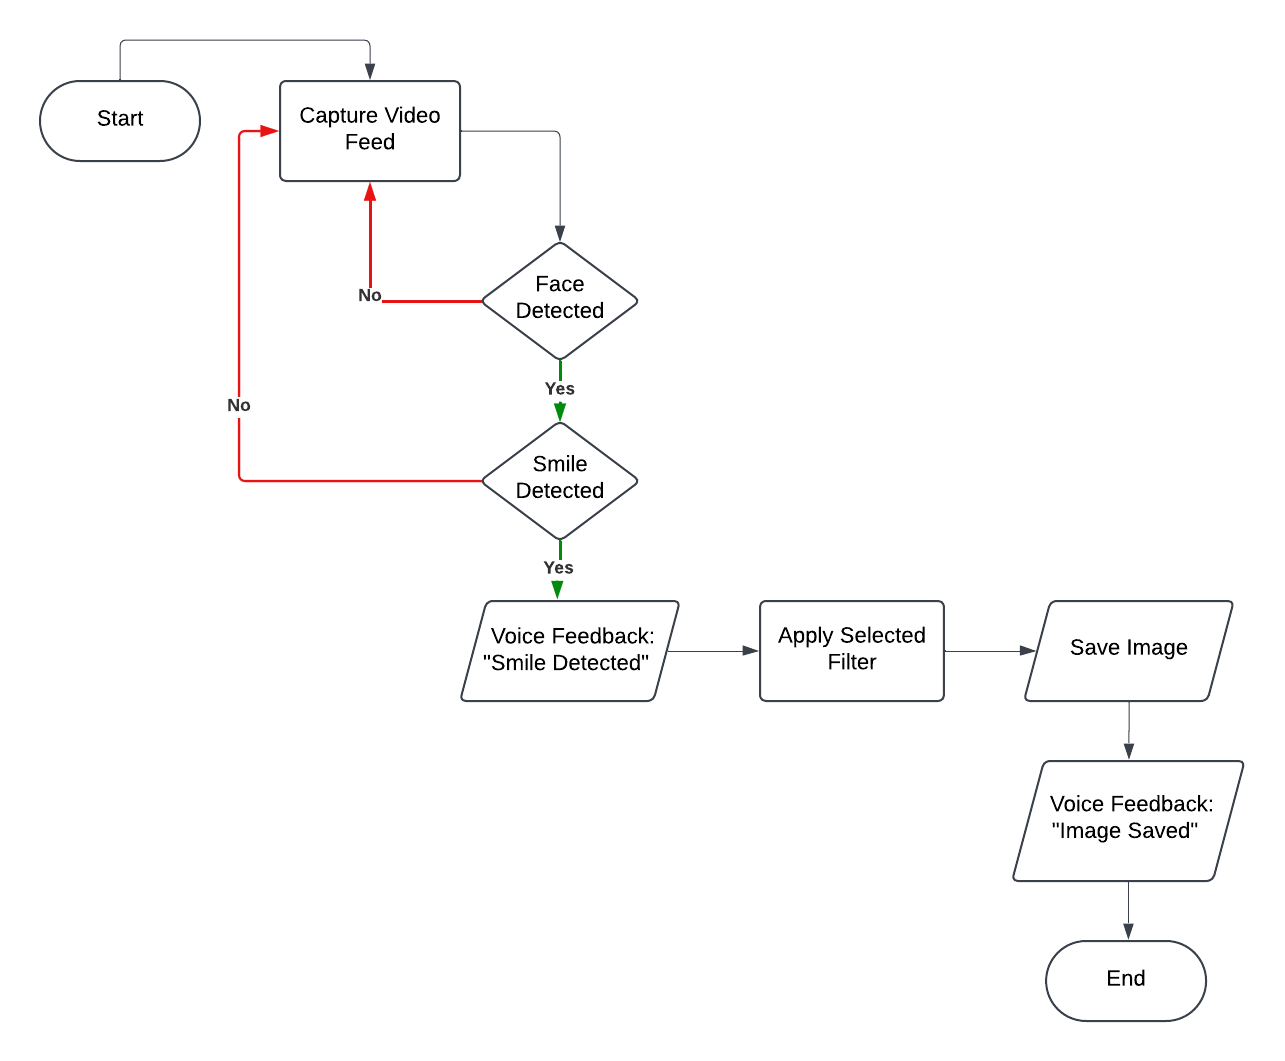 Start
Capture Video
Feed
Face
Detected
No
Yes
No
Smile
Detected
Yes
Voice Feedback:
"Smile Detected"
Apply Selected
Filter
Save Image
Voice Feedback:
"Image Saved"
End